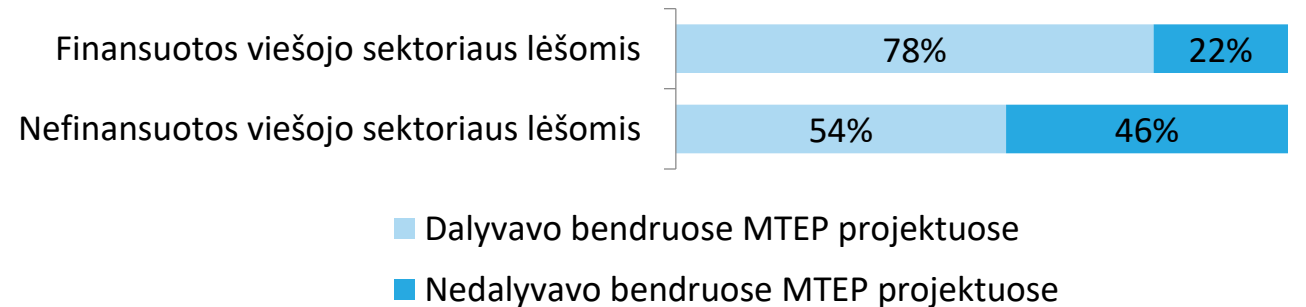 Finansuotos viešojo sektoriaus lėšomis 78% 22%
Nefinansuotos viešojo sektoriaus lėšomis 54% 46%
Dalyvavo bendruose MTEP projektuose
Nedalyvavo bendruose MTEP projektuose